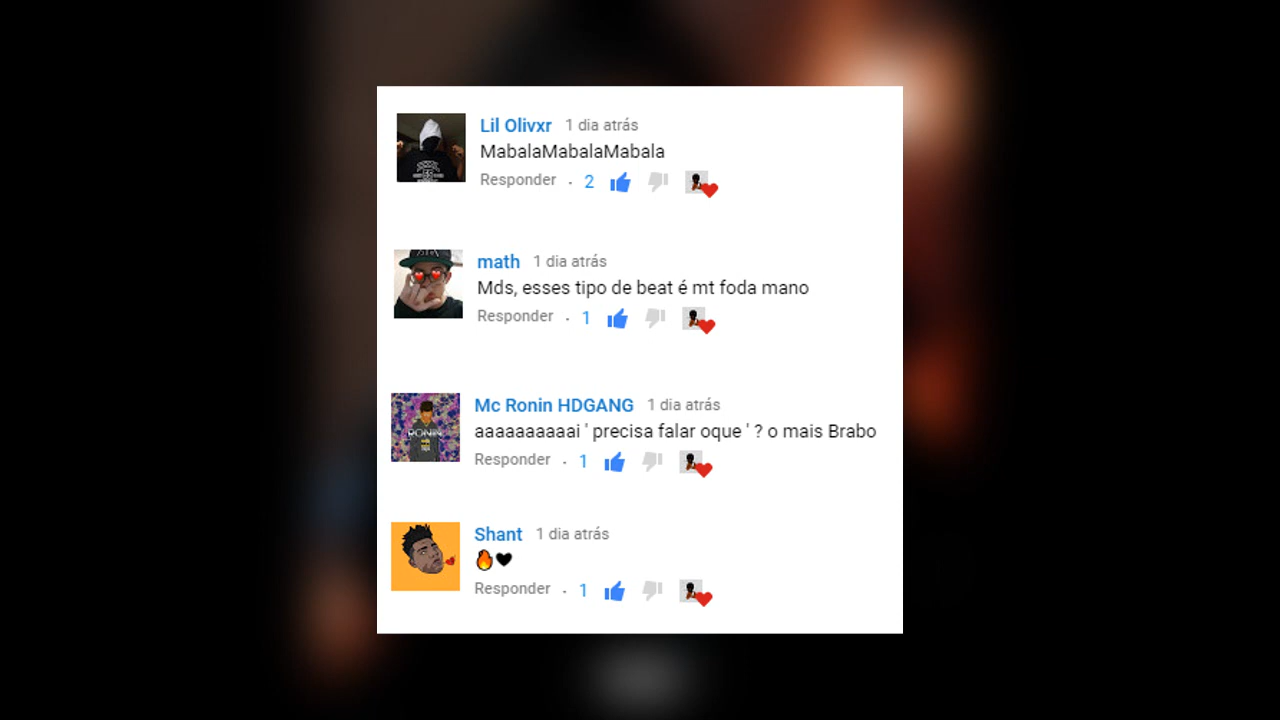 Lil Olivxr 1 dia atrás
MabalaMabalaMabala
Responder . 2
math 1 dia atrás
Mds, esses tipo de beat é mt foda mano
Responder . 1
Mc Ronin HDGANG 1 dia atrás
aaaaaaaaaai ' precisa falar oque ' ? o mais Brabo
Responder . 1
RONIN
Shant 1 dia atrás
🔥🖤
Responder . 1